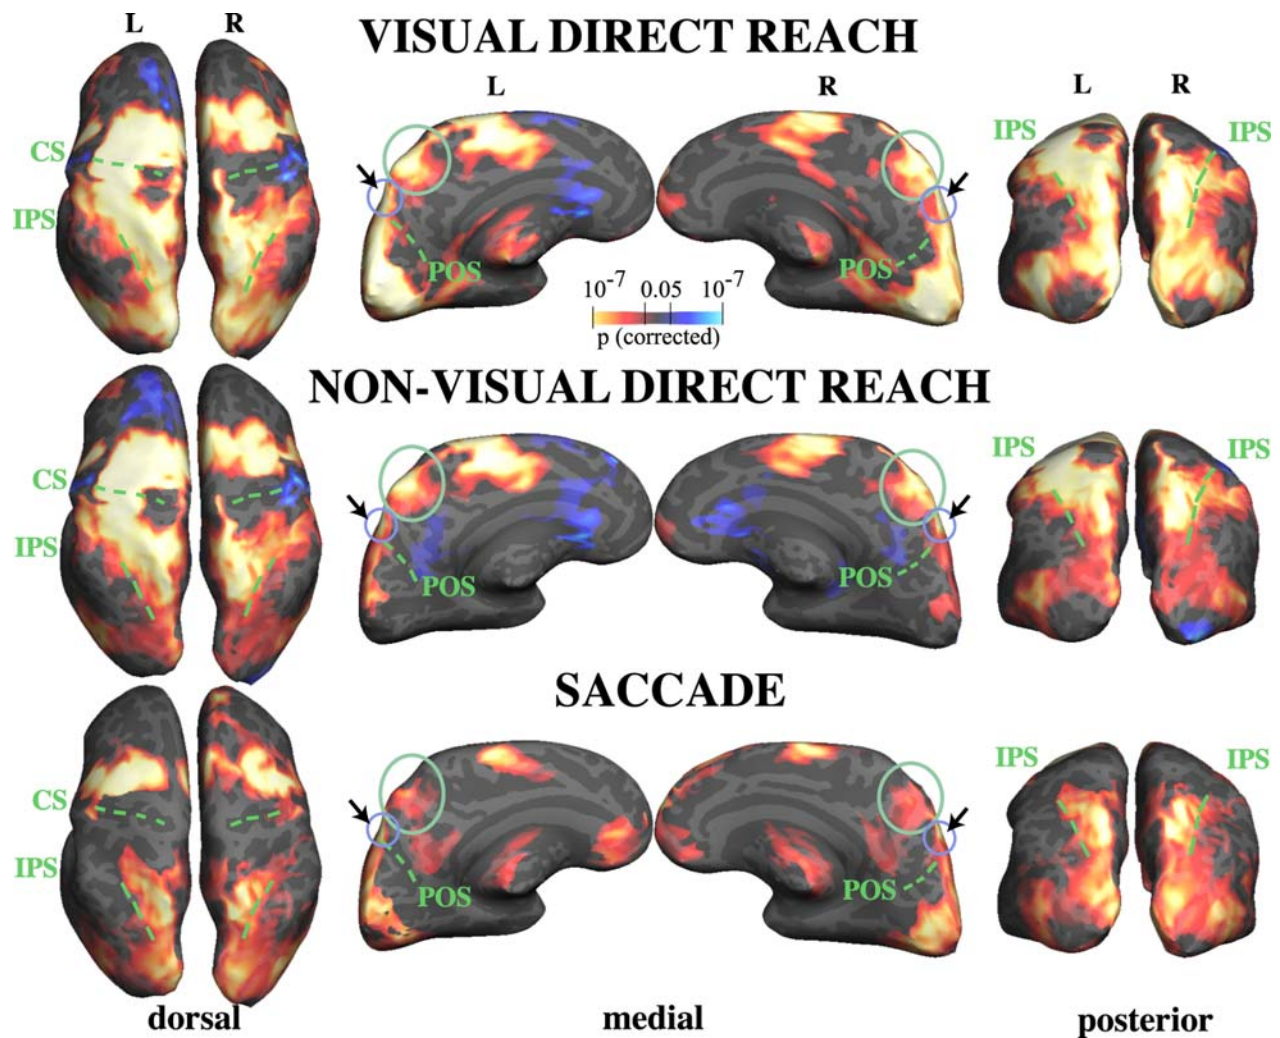 L R
VISUAL DIRECT REACH
L R
L R
CS
IPS
IPS IPS
POS POS
10-7 0.05 10-7
p (corrected)
NON-VISUAL DIRECT REACH
CS
IPS
IPS IPS
POS POS
SACCADE
CS
IPS
IPS IPS
POS POS
dorsal medial posterior